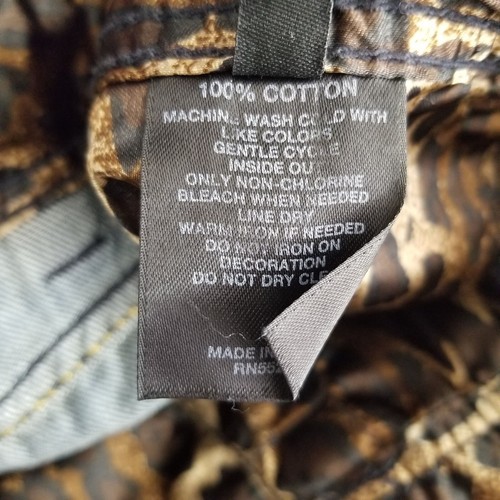 100% COTTON
MACHINE WASH COLD WITH
LIKE COLORS
GENTLE CYCLE
INSIDE OUT
ONLY NON-CHLORINE
BLEACH WHEN NEEDED
LINE DRY
WARM IRON IF NEEDED
DO NOT IRON ON
DECORATION
DO NOT DRY CLE
MADE IN
RN55